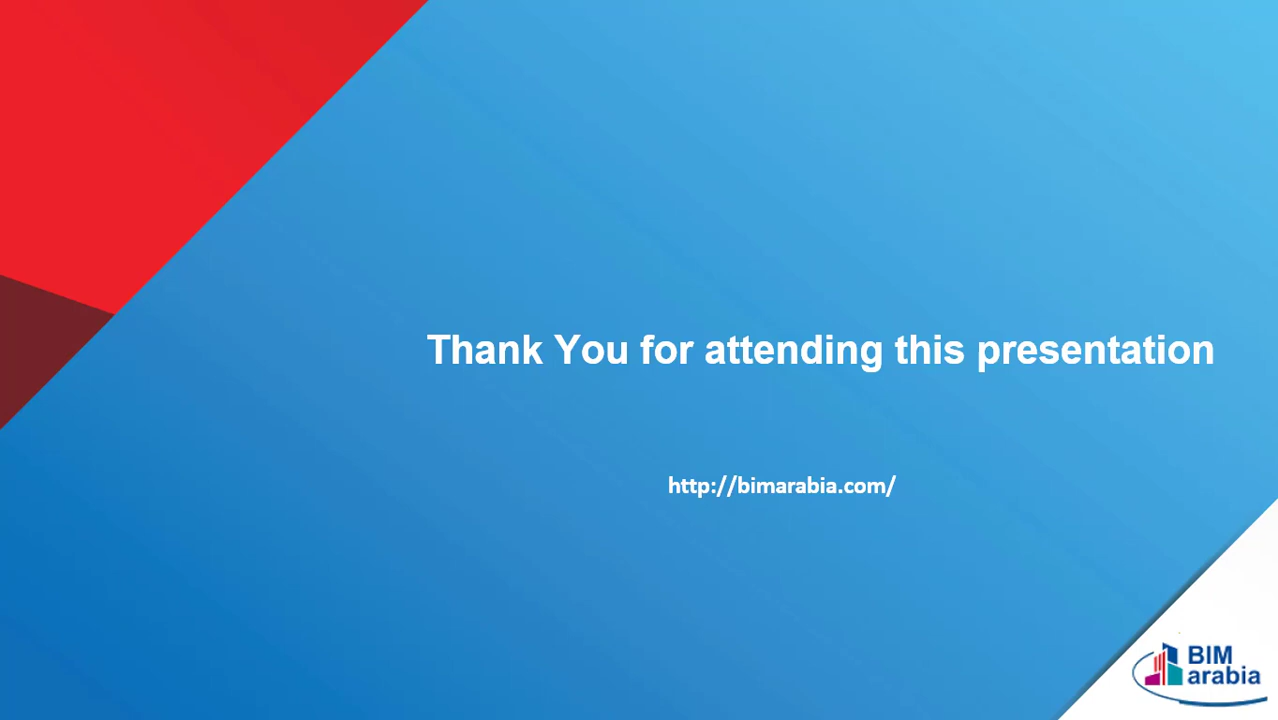 Thank You for attending this presentation
http://bimarabia.com/
BIM
arabia